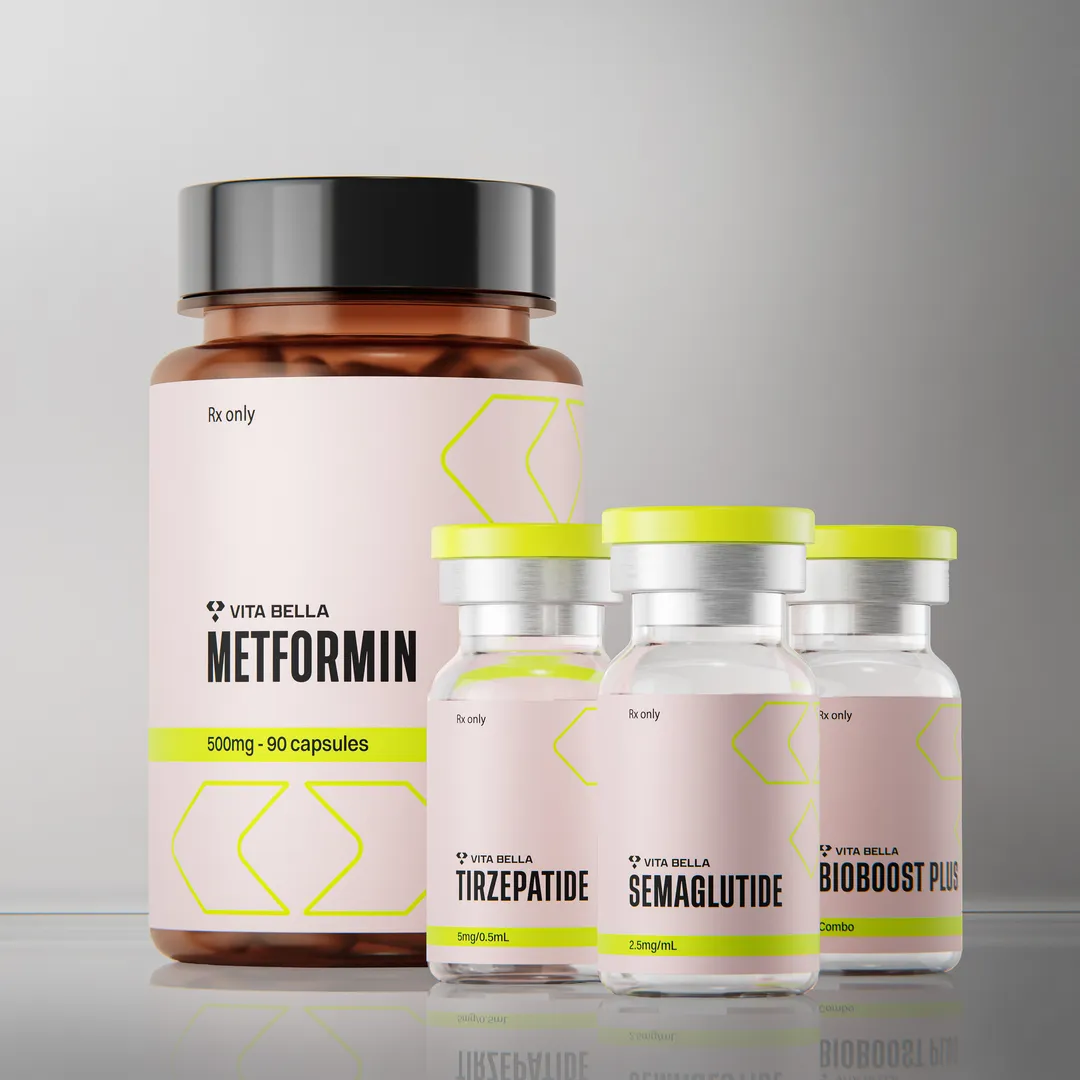 Rx only
VITA BELLA
METFORMIN
500mg - 90 capsules
Rx only
VITA BELLA
TIRZEPATIDE
5mg/0.5mL
Rx only
VITA BELLA
SEMAGLUTIDE
2.5mg/mL
Rx only
VITA BELLA
BIOBOOST PLUS
Combo